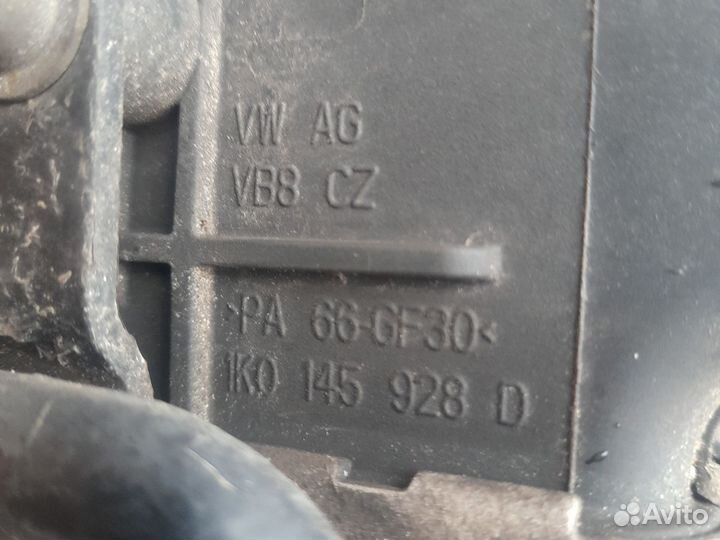 VW AG
VB8 CZ
>PA 66-GF30<
1K0 145 928 D
Avito